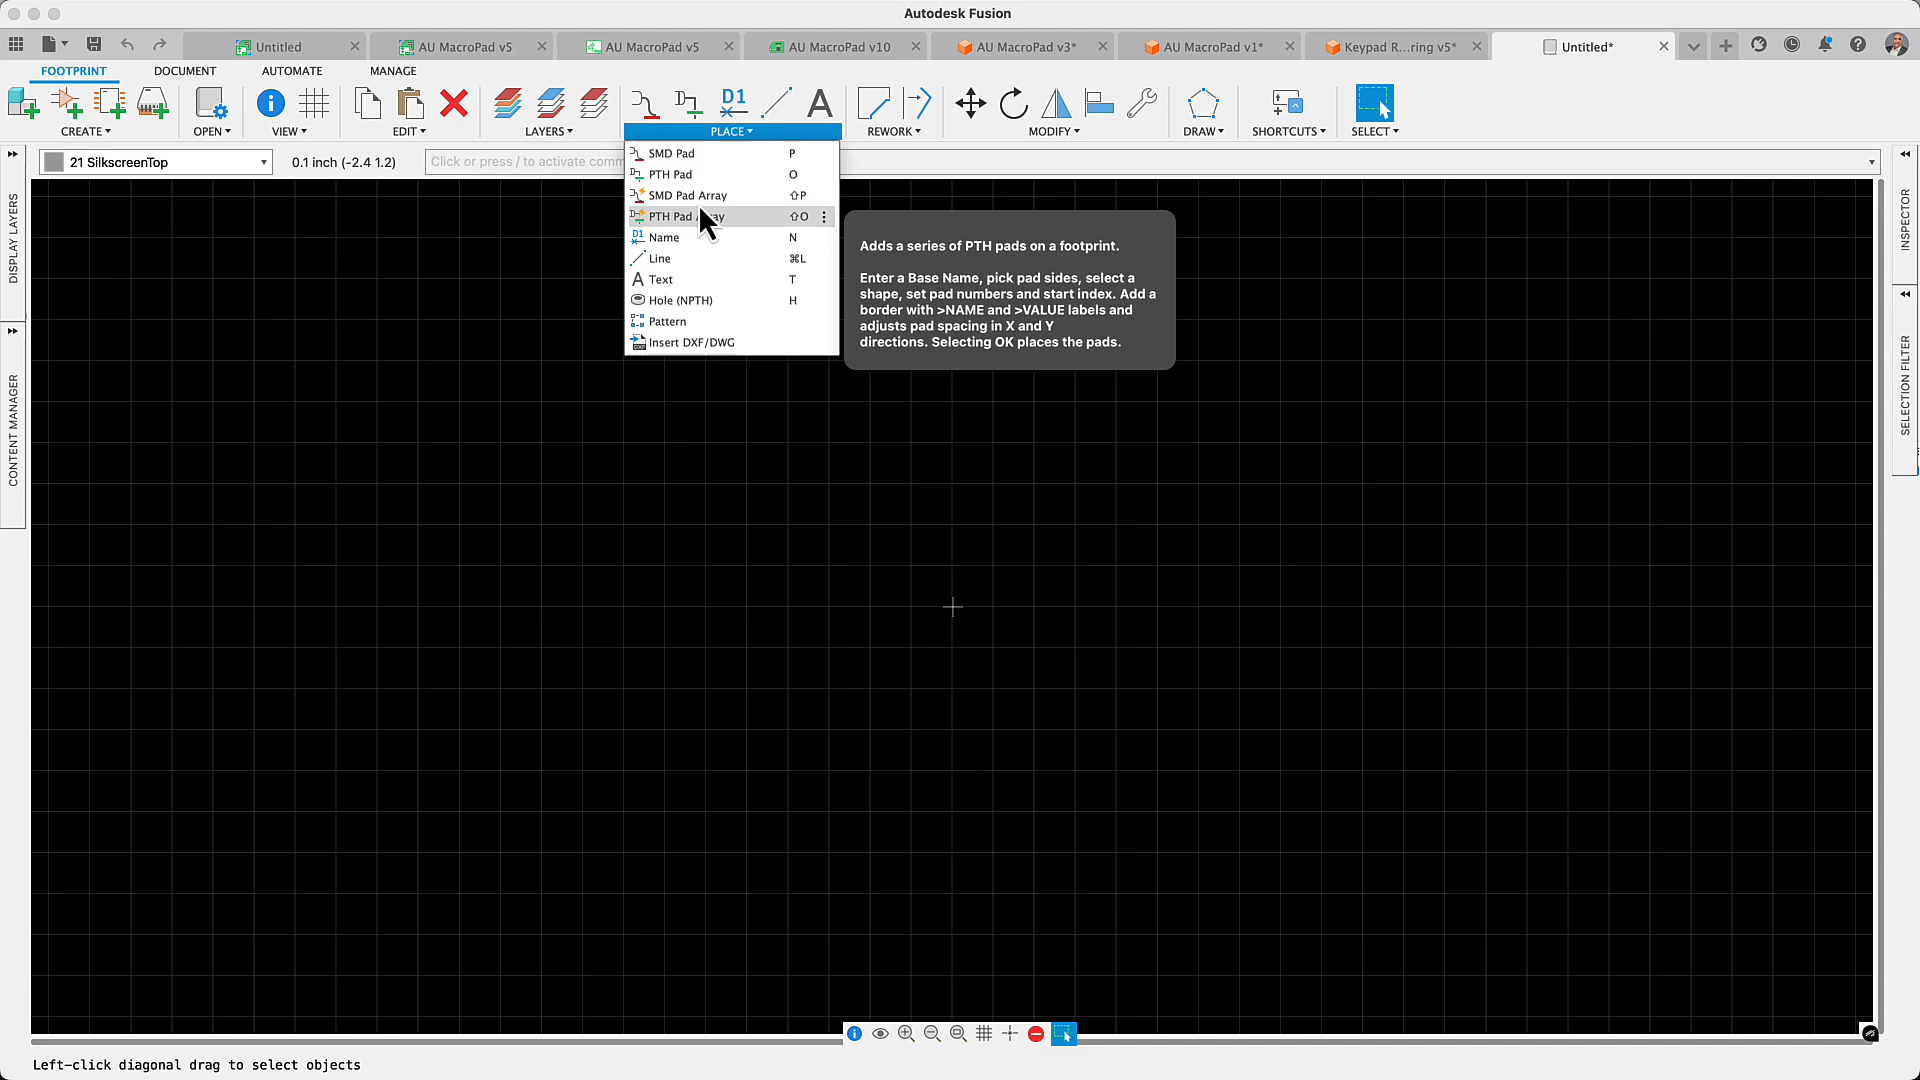 Autodesk Fusion
Untitled
AU MacroPad v5
AU MacroPad v5
AU MacroPad v10
AU MacroPad v3*
AU MacroPad v1*
Keypad R...ring v5*
Untitled*
FOOTPRINT
DOCUMENT
AUTOMATE
MANAGE
D1
CREATE
OPEN
VIEW
EDIT
LAYERS
PLACE
REWORK
MODIFY
DRAW
SHORTCUTS
SELECT
21 SilkscreenTop
0.1 inch (-2.4 1.2)
Click or press / to activate comm
SMD Pad P
PTH Pad O
SMD Pad Array ⇧P
PTH Pad ⇧O
D1 Name N
Line ⌘L
Text T
Hole (NPTH) H
Pattern
Insert DXF/DWG
Adds a series of PTH pads on a footprint.
Enter a Base Name, pick pad sides, select a
shape, set pad numbers and start index. Add a
border with >NAME and >VALUE labels and
adjusts pad spacing in X and Y
directions. Selecting OK places the pads.
DISPLAY LAYERS
CONTENT MANAGER
INSPECTOR
SELECTION FILTER
Left-click diagonal drag to select objects